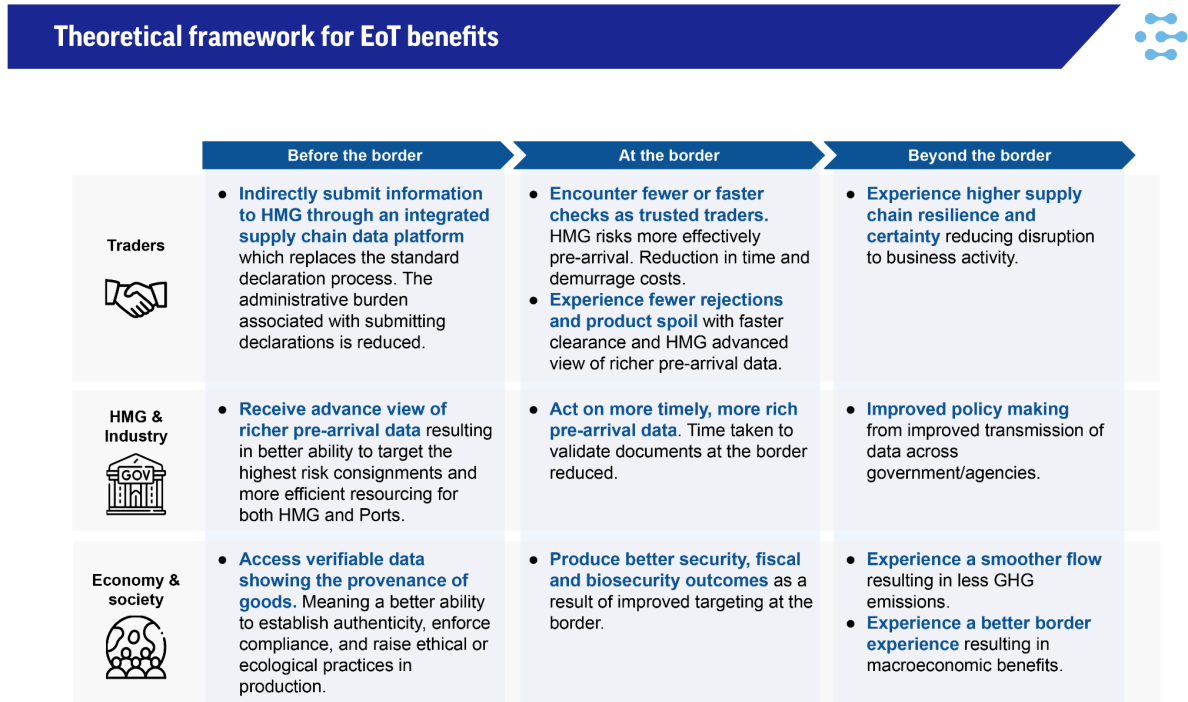 Theoretical framework for EoT benefits
Before the border
At the border
Beyond the border
Traders
● Indirectly submit information
to HMG through an integrated
supply chain data platform
which replaces the standard
declaration process. The
administrative burden
associated with submitting
declarations is reduced.
● Encounter fewer or faster
checks as trusted traders.
HMG risks more effectively
pre-arrival. Reduction in time and
demurrage costs.
● Experience fewer rejections
and product spoil with faster
clearance and HMG advanced
view of richer pre-arrival data.
● Experience higher supply
chain resilience and
certainty reducing disruption
to business activity.
HMG &
Industry
GOV
● Receive advance view of
richer pre-arrival data resulting
in better ability to target the
highest risk consignments and
more efficient resourcing for
both HMG and Ports.
● Act on more timely, more rich
pre-arrival data. Time taken to
validate documents at the border
reduced.
● Improved policy making
from improved transmission of
data across
government/agencies.
Economy &
society
● Access verifiable data
showing the provenance of
goods. Meaning a better ability
to establish authenticity, enforce
compliance, and raise ethical or
ecological practices in
production.
● Produce better security, fiscal
and biosecurity outcomes as a
result of improved targeting at the
border.
● Experience a smoother flow
resulting in less GHG
emissions.
● Experience a better border
experience resulting in
macroeconomic benefits.